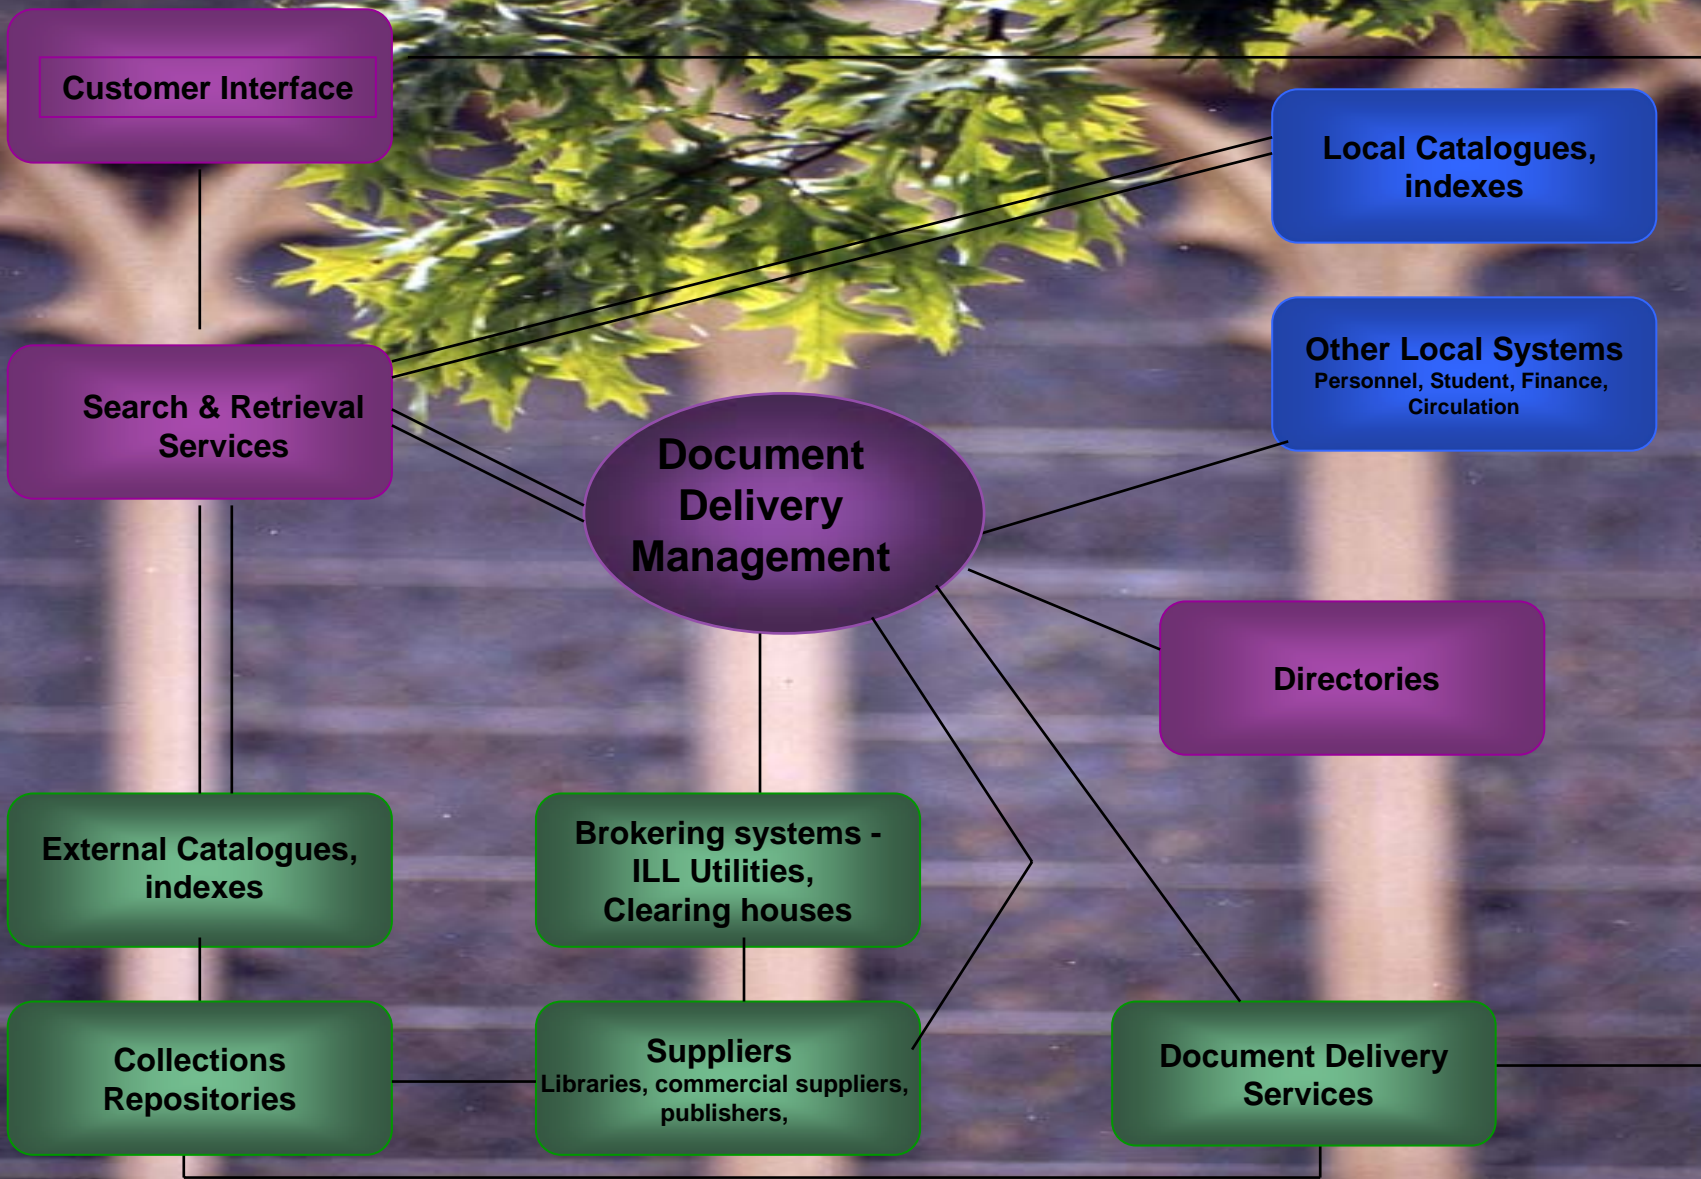 Customer Interface
Local Catalogues,
indexes
Other Local Systems
Personnel, Student, Finance,
Circulation
Search & Retrieval
Services
Document
Delivery
Management
Directories
External Catalogues,
indexes
Brokering systems -
ILL Utilities,
Clearing houses
Collections
Repositories
Suppliers
Libraries, commercial suppliers,
publishers,
Document Delivery
Services